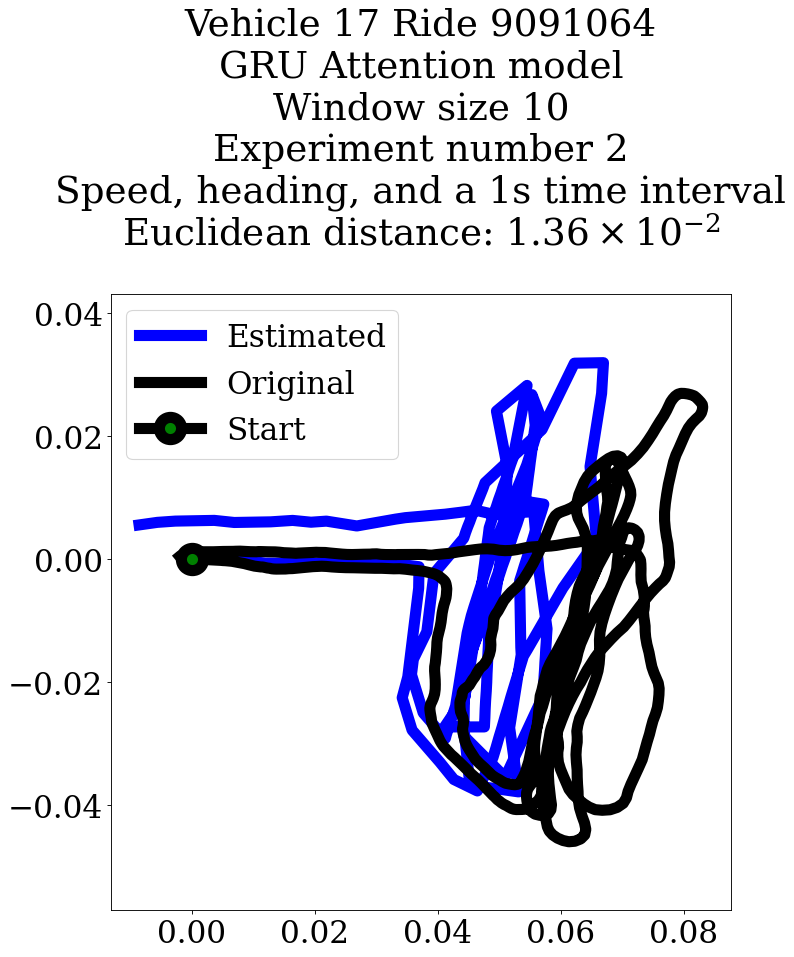 Vehicle 17 Ride 9091064
GRU Attention model
Window size 10
Experiment number 2
Speed, heading, and a 1s time interval
Euclidean distance: 1.36 × 10⁻²
Estimated
Original
Start
0.04
0.02
0.00
−0.02
−0.04
0.00 0.02 0.04 0.06 0.08